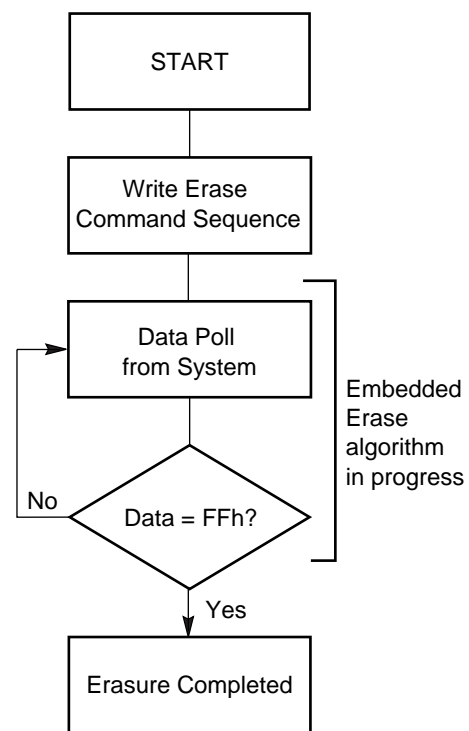 START
Write Erase
Command Sequence
Data Poll
from System
Embedded
Erase
algorithm
in progress
No
Data = FFh?
Yes
Erasure Completed